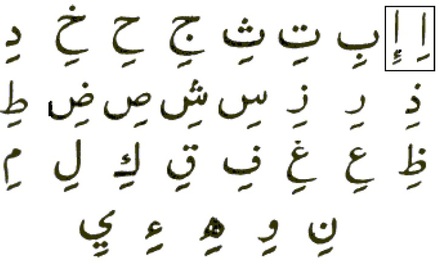 اِ إِ بِ تِ ثِ جِ حِ خِ دِ
ذِ رِ زِ سِ شِ صِ ضِ طِ
ظِ عِ غِ فِ قِ كِ لِ مِ
نِ وِ هِ ءِ يِ